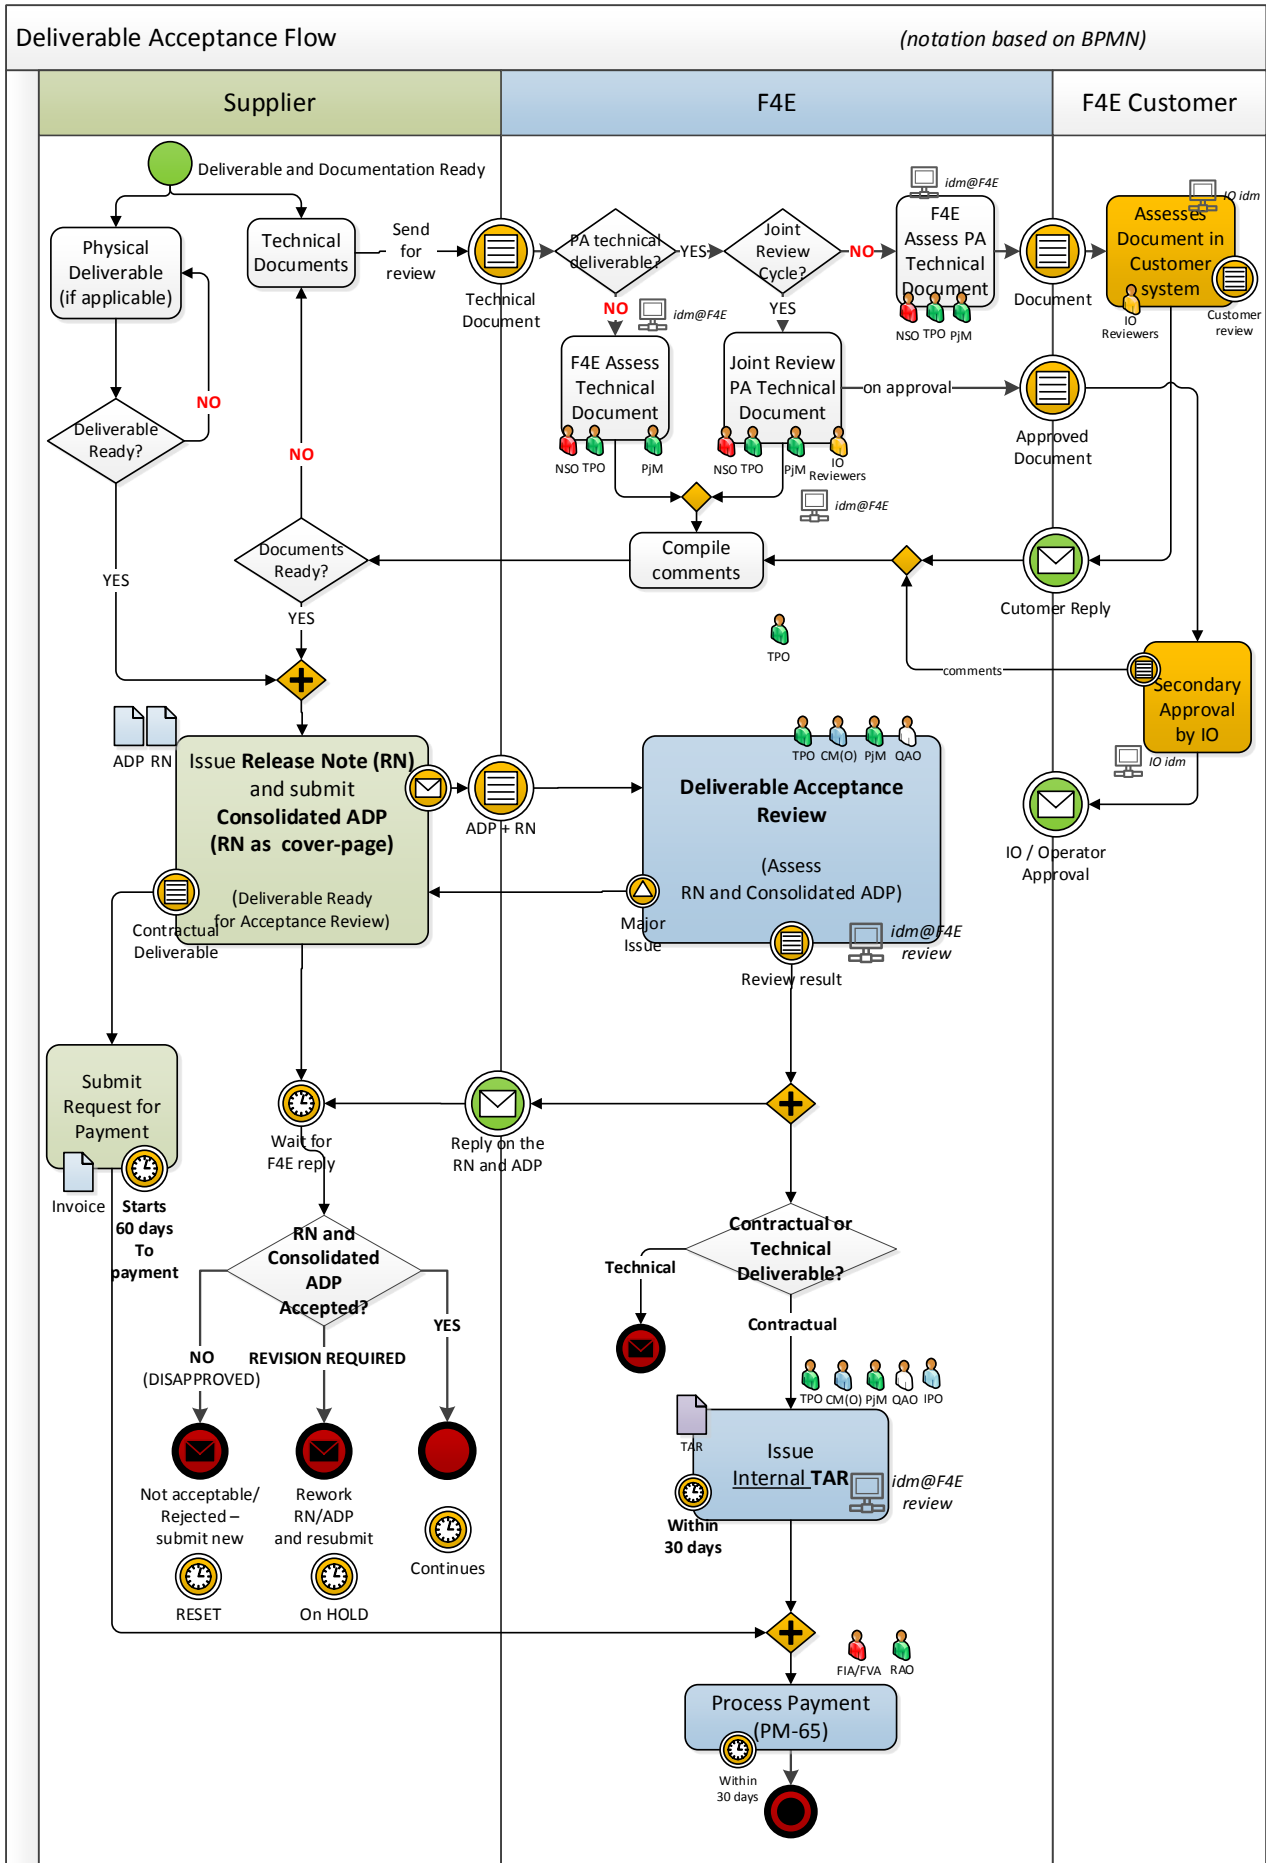 Deliverable Acceptance Flow
(notation based on BPMN)
Supplier
F4E
F4E Customer
Deliverable and Documentation Ready
Physical
Deliverable
(if applicable)
Technical
Documents
Send
for
review
Technical
Document
PA technical
deliverable?
YES
Joint
Review
Cycle?
NO
idm@F4E
F4E
Assess PA
Technical
Document
NSO TPO PjM
Document
IO idm
Assesses
Document in
Customer
system
IO
Reviewers
Customer
review
NO
idm@F4E
YES
F4E Assess
Technical
Document
NSO TPO PjM
Joint Review
PA Technical
Document
NSO TPO PjM IO
Reviewers
idm@F4E
on approval
Approved
Document
NO
Deliverable
Ready?
NO
YES
Documents
Ready?
YES
Compile
comments
TPO
Cutomer Reply
comments
Secondary
Approval
by IO
IO idm
IO / Operator
Approval
ADP RN
Issue Release Note (RN)
and submit
Consolidated ADP
(RN as cover-page)
(Deliverable Ready
for Acceptance Review)
Contractual
Deliverable
ADP + RN
TPO CM(O) PjM QAO
Deliverable Acceptance
Review
(Assess
RN and Consolidated ADP)
Major
Issue
Review result
idm@F4E
review
Submit
Request for
Payment
Invoice
Starts
60 days
To
payment
Wait for
F4E reply
Reply on the
RN and ADP
RN and
Consolidated
ADP
Accepted?
NO
(DISAPPROVED)
REVISION REQUIRED
YES
Not acceptable/
Rejected –
submit new
RESET
Rework
RN/ADP
and resubmit
On HOLD
Continues
Contractual or
Technical
Deliverable?
Technical
Contractual
TPO CM(O) PjM QAO IPO
TAR
Issue
Internal TAR
idm@F4E
review
Within
30 days
FIA/FVA RAO
Process Payment
(PM-65)
Within
30 days